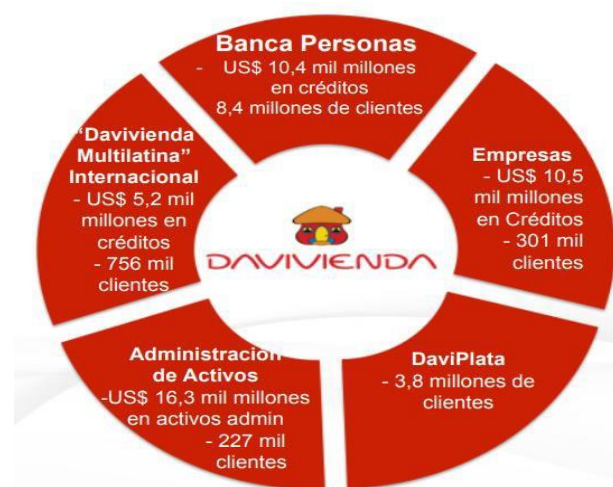 Banca Personas
- US$ 10,4 mil millones
en créditos
8,4 millones de clientes
Empresas
- US$ 10,5
mil millones
en Créditos
- 301 mil
clientes
DaviPlata
- 3,8 millones de
clientes
Administración
de Activos
-US$ 16,3 mil millones
en activos admin
- 227 mil
clientes
"Davivienda
Multilatina"
Internacional
- US$ 5,2 mil
millones en
créditos
- 756 mil
clientes
DAVIVIENDA